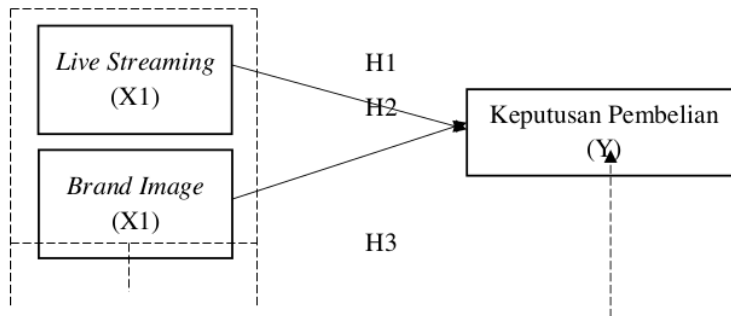 Live Streaming
(X1)
H1
H2
Keputusan Pembelian
(Y)
Brand Image
(X1)
H3